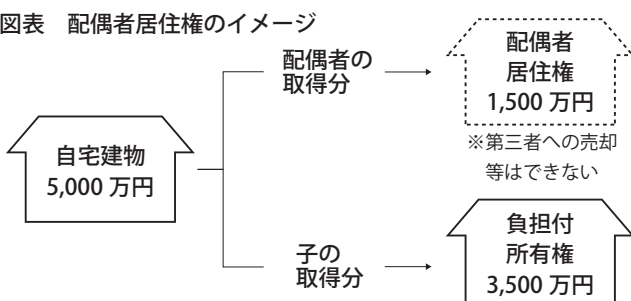 図表　配偶者居住権のイメージ
自宅建物
5,000 万円
配偶者の
取得分
配偶者
居住権
1,500 万円
※第三者への売却
等はできない
子の
取得分
負担付
所有権
3,500 万円